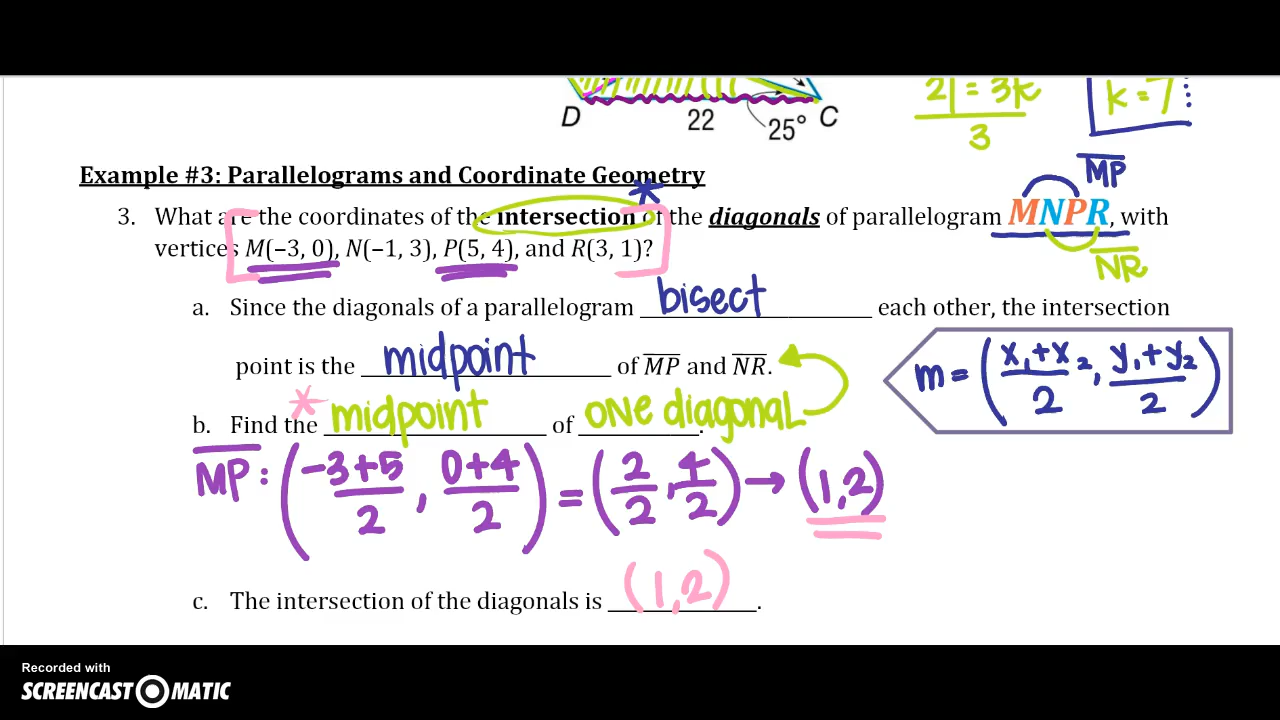 21 = 3k
3
k = 7
D
22
25°
C
Example #3: Parallelograms and Coordinate Geometry
MP
3. What are the coordinates of the intersection of the diagonals of parallelogram MNPR, with
vertices M(−3, 0), N(−1, 3), P(5, 4), and R(3, 1)?
NR
a. Since the diagonals of a parallelogram bisect each other, the intersection
point is the midpoint of MP and NR.
m = (x₁ + x₂ / 2, y₁ + y₂ / 2)
b. Find the * midpoint of ONE diagonal.
MP: (-3+5 / 2, 0+4 / 2) = (2/2, 4/2) → (1,2)
c. The intersection of the diagonals is (1,2).
Recorded with
SCREENCAST O MATIC